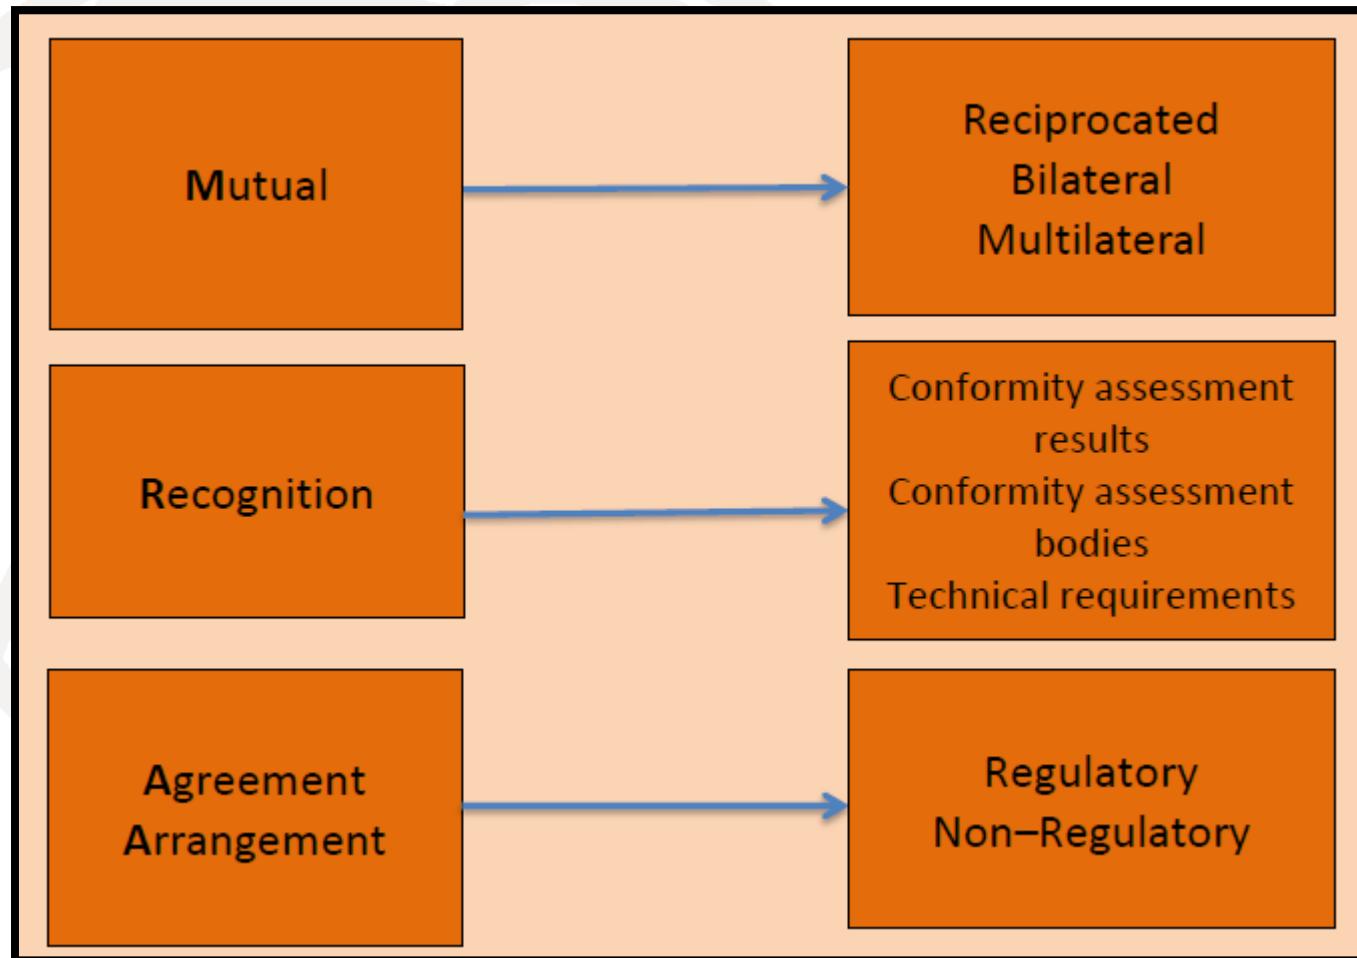 Mutual
Reciprocated
Bilateral
Multilateral
Recognition
Conformity assessment
results
Conformity assessment
bodies
Technical requirements
Agreement
Arrangement
Regulatory
Non–Regulatory